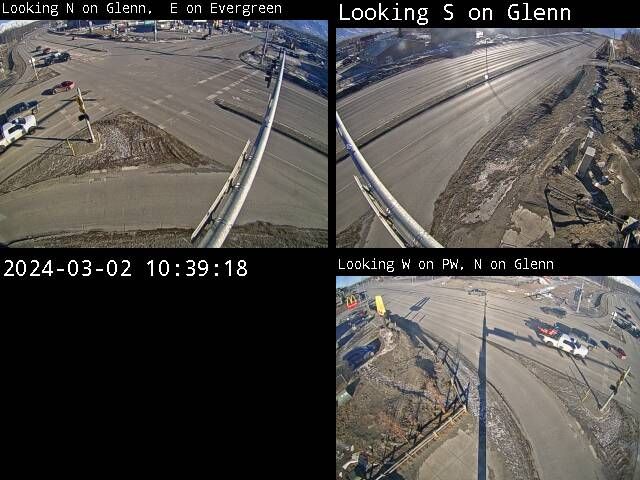 Looking N on Glenn,  E on Evergreen
Looking S on Glenn
2024-03-02 10:39:18
Looking W on PW, N on Glenn